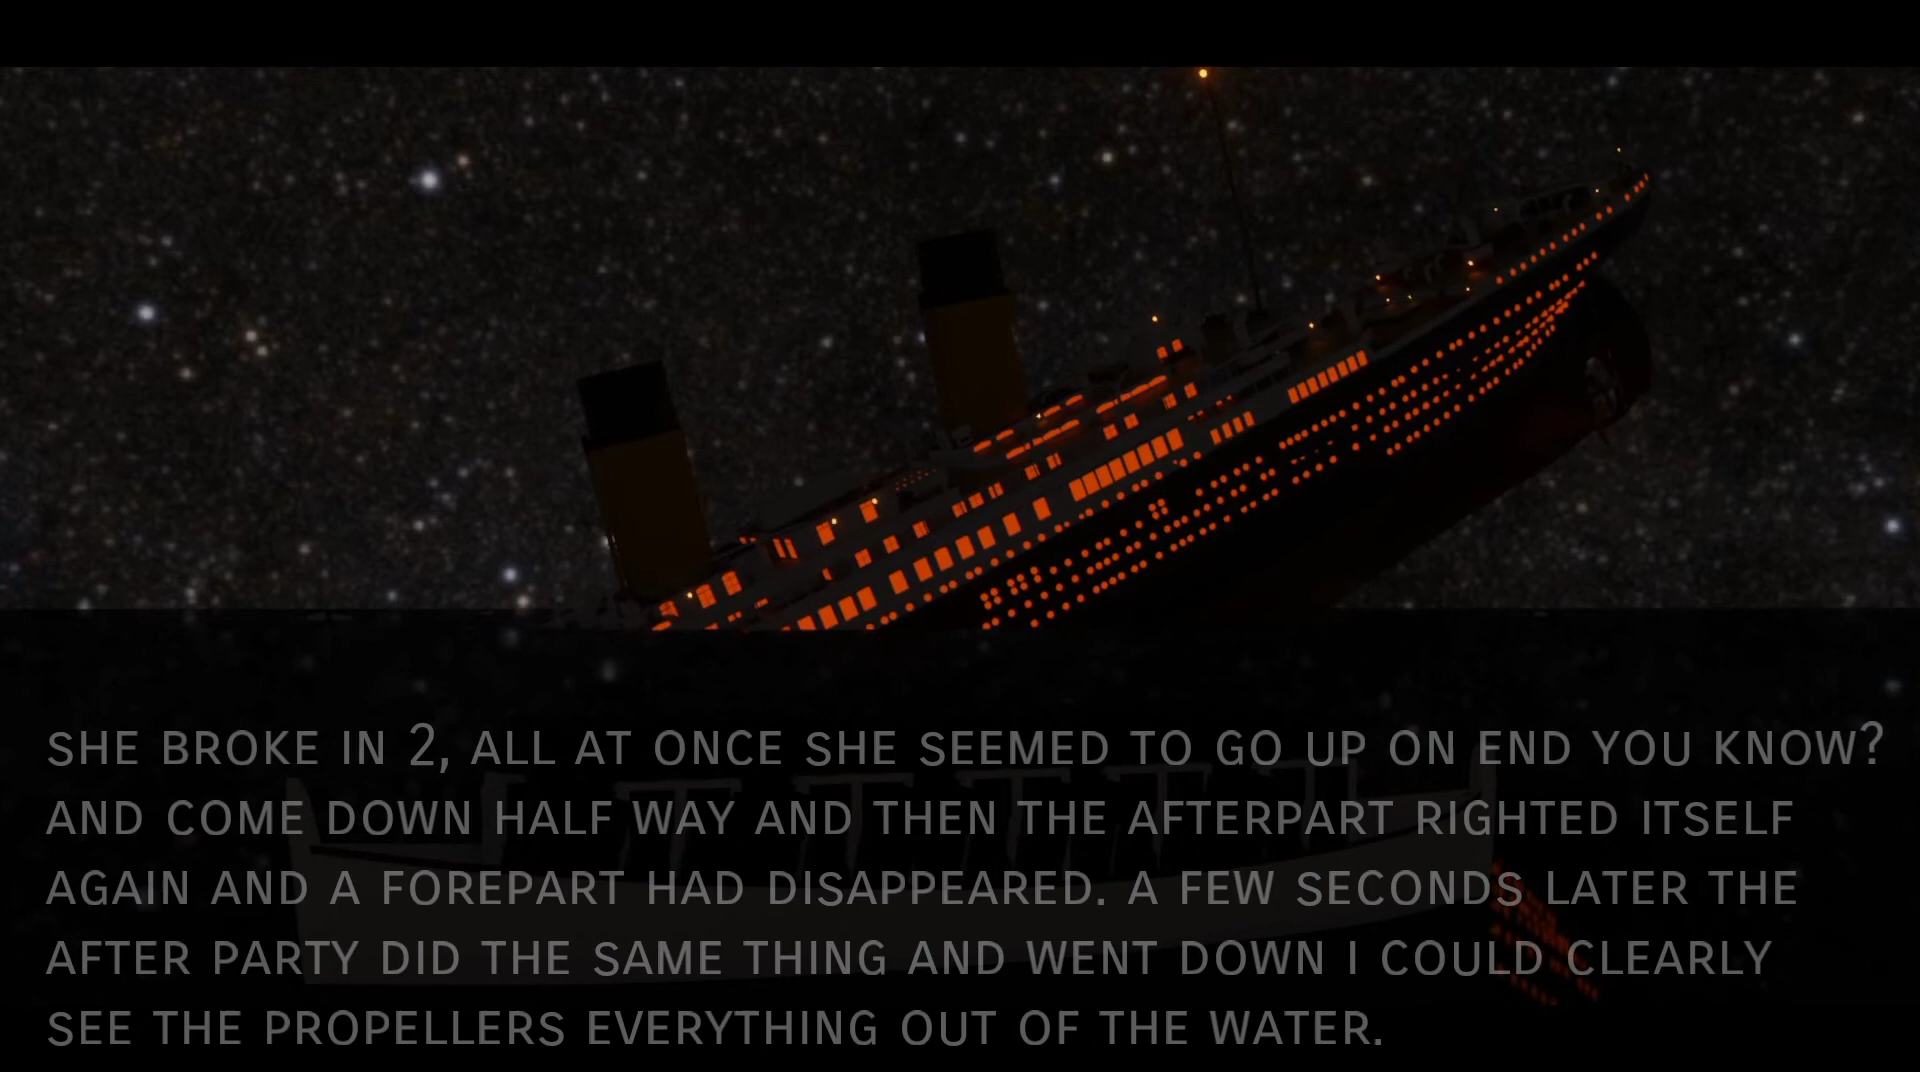 SHE BROKE IN 2, ALL AT ONCE SHE SEEMED TO GO UP ON END YOU KNOW?
AND COME DOWN HALF WAY AND THEN THE AFTERPART RIGHTED ITSELF
AGAIN AND A FOREPART HAD DISAPPEARED. A FEW SECONDS LATER THE
AFTER PARTY DID THE SAME THING AND WENT DOWN I COULD CLEARLY
SEE THE PROPELLERS EVERYTHING OUT OF THE WATER.